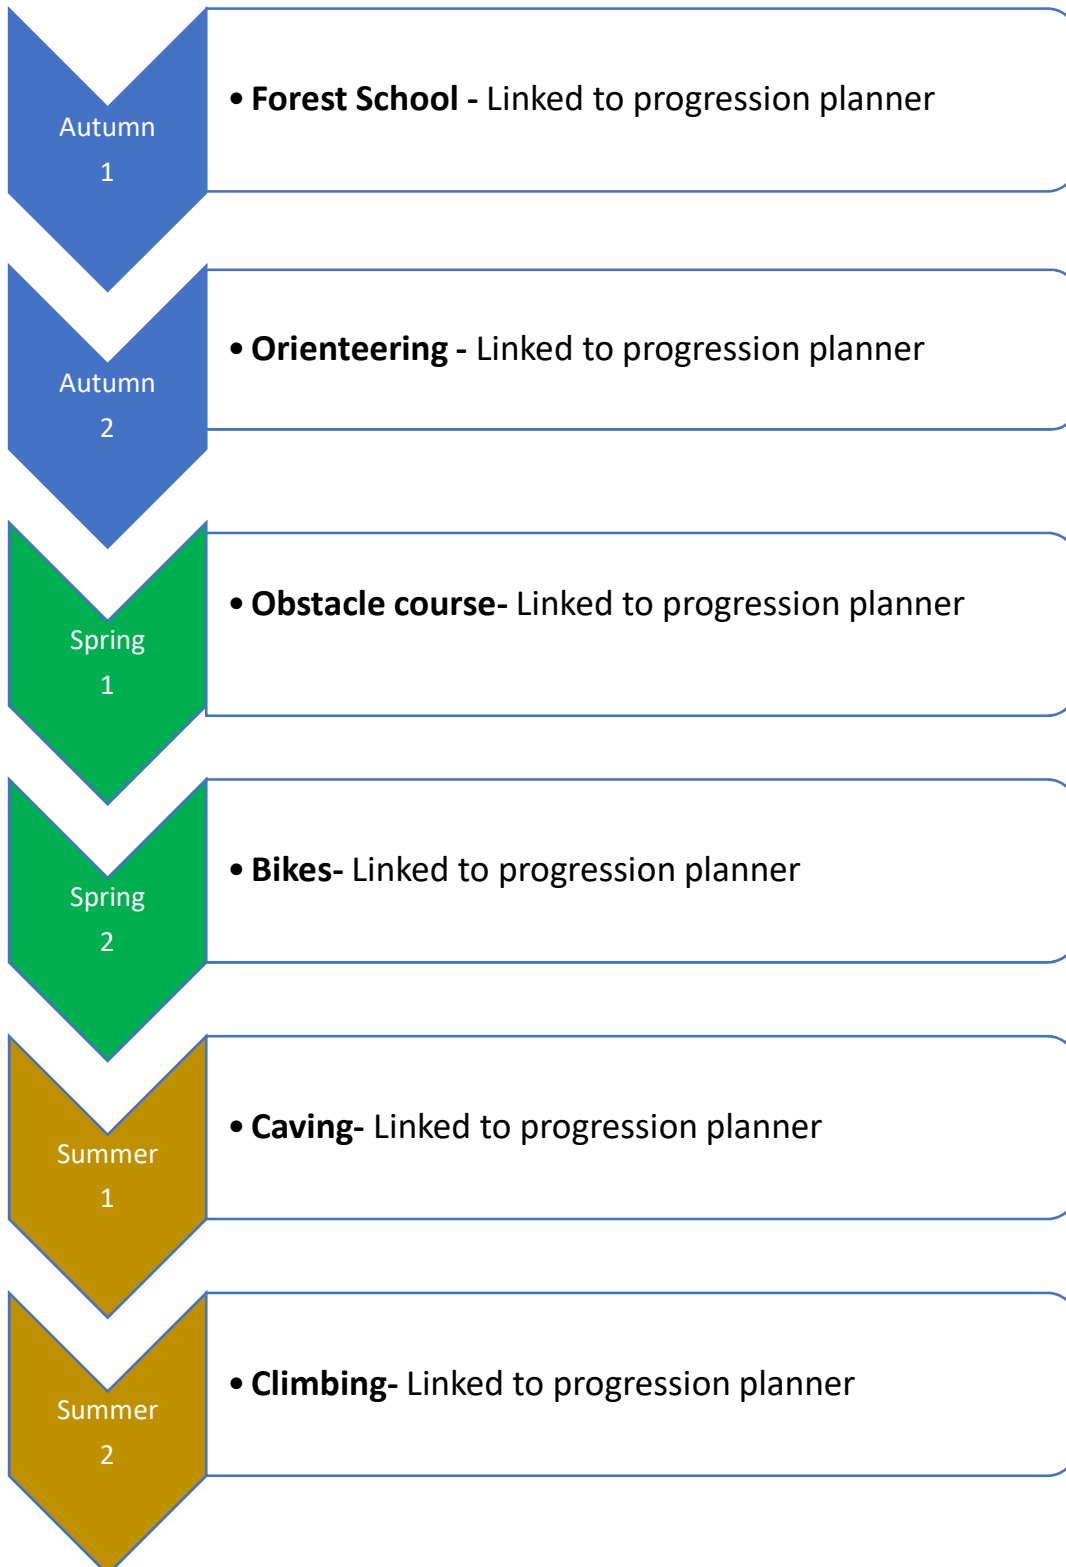 Autumn
1
• Forest School - Linked to progression planner
Autumn
2
• Orienteering - Linked to progression planner
Spring
1
• Obstacle course- Linked to progression planner
Spring
2
• Bikes- Linked to progression planner
Summer
1
• Caving- Linked to progression planner
Summer
2
• Climbing- Linked to progression planner